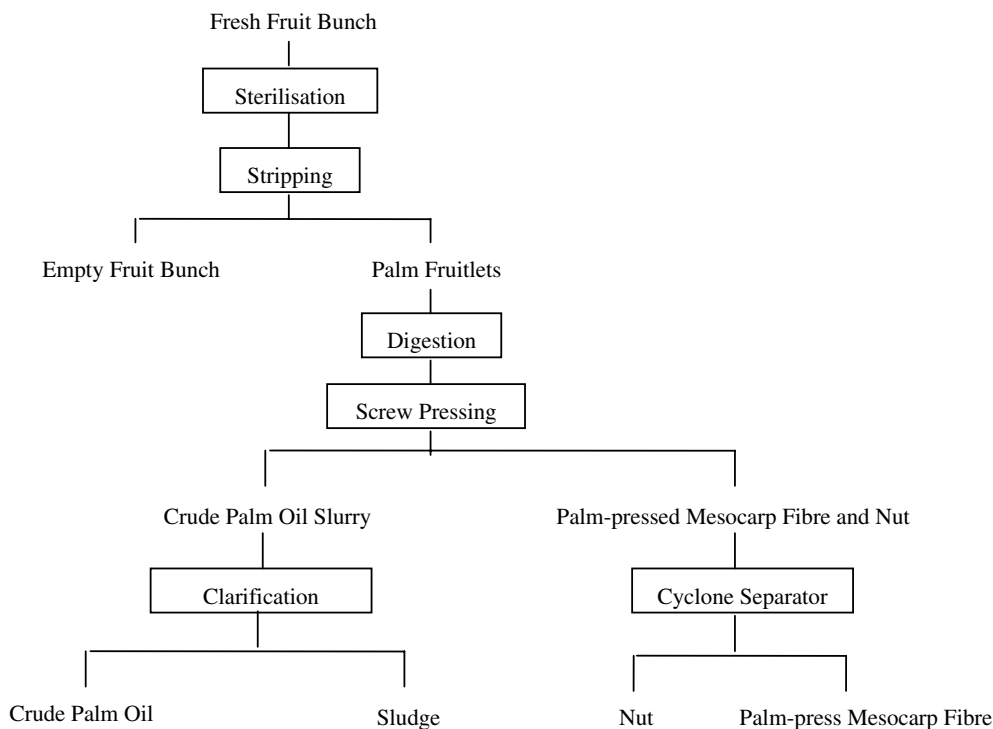 Fresh Fruit Bunch
Sterilisation
Stripping
Empty Fruit Bunch
Palm Fruitlets
Digestion
Screw Pressing
Crude Palm Oil Slurry
Palm-pressed Mesocarp Fibre and Nut
Clarification
Cyclone Separator
Crude Palm Oil
Sludge
Nut
Palm-press Mesocarp Fibre